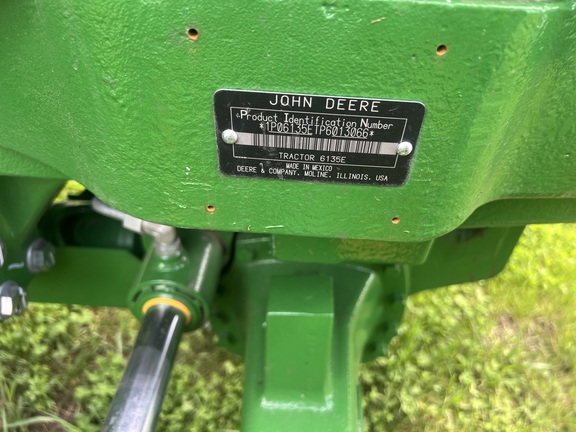 JOHN DEERE
*Product Identification Number
*1P06135ETP6013066*
TRACTOR 6135E
MADE IN MEXICO
DEERE & COMPANY. MOLINE. ILLINOIS. USA